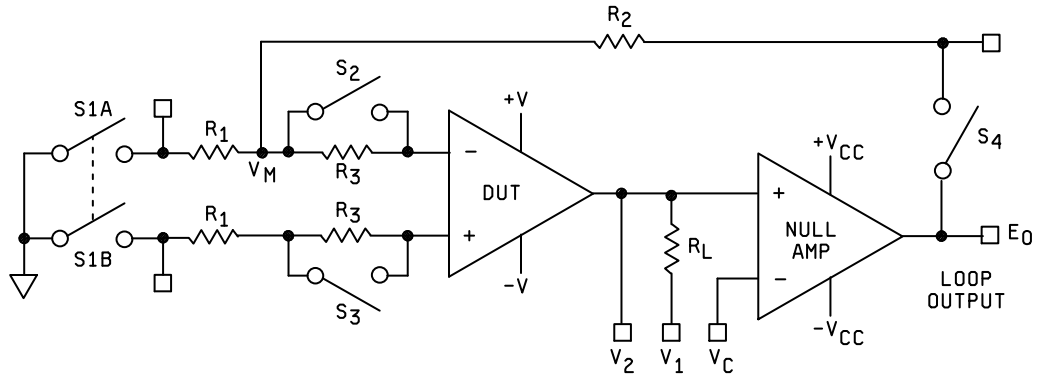 R2
S2
S1A
+V
R1
S4
+VCC
VM
R3
−
DUT
+
R1
R3
+
NULL
AMP
RL
EO
S1B
−
LOOP
OUTPUT
S3
−V
−VCC
V2
V1
VC